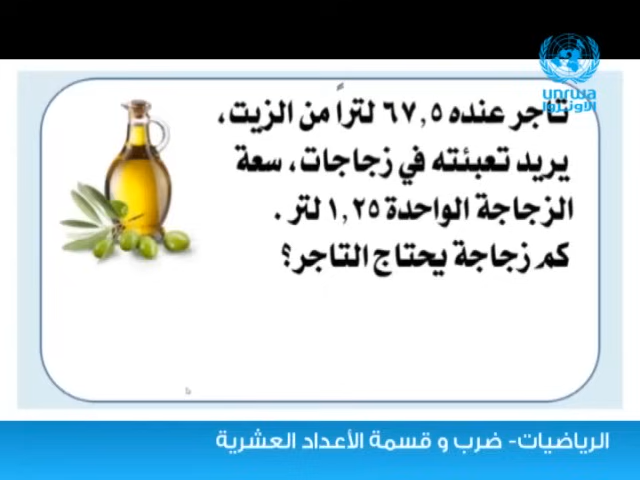 unrwa
الأونروا
تاجر عنده ٦٧,٥ لتراً من الزيت،
يريد تعبئته في زجاجات، سعة
الزجاجة الواحدة ١,٢٥ لتر .
كم زجاجة يحتاج التاجر؟
الرياضيات- ضرب و قسمة الأعداد العشرية